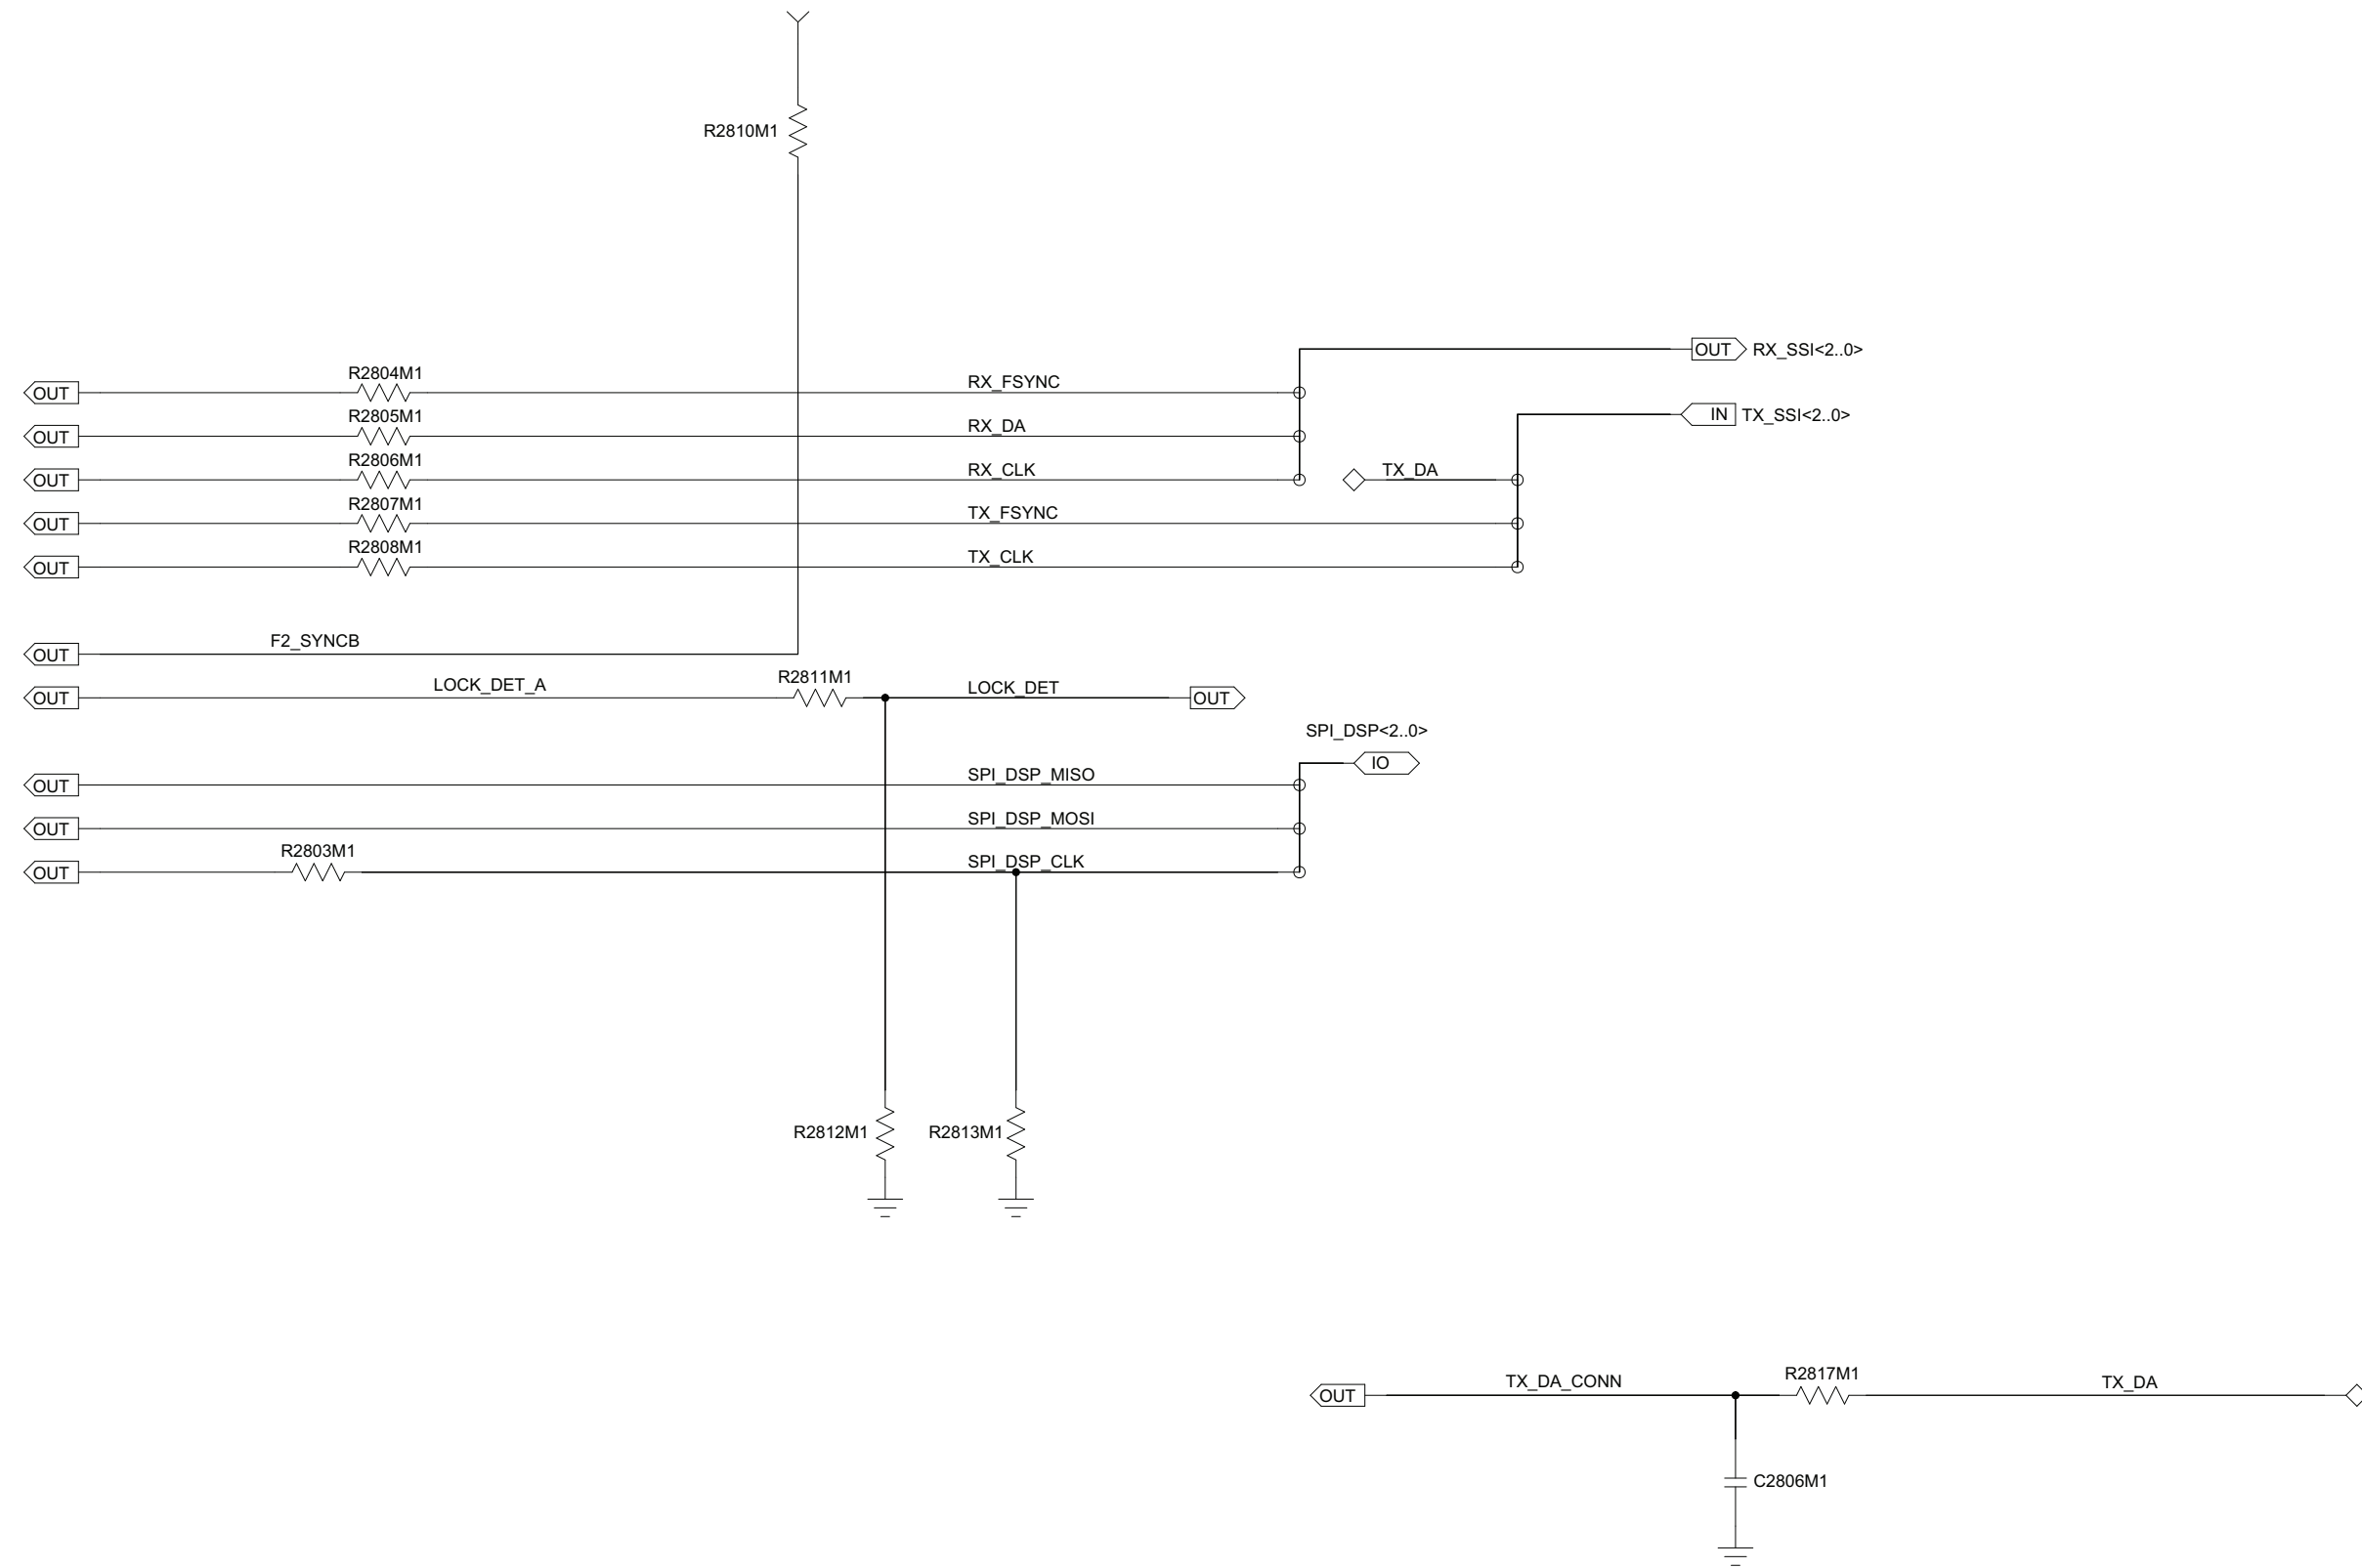 R2810M1
OUT RX_SSI<2..0>
R2804M1
OUT RX_FSYNC
IN TX_SSI<2..0>
R2805M1
OUT RX_DA
R2806M1
OUT RX_CLK TX_DA
R2807M1
OUT TX_FSYNC
R2808M1
OUT TX_CLK
OUT F2_SYNCB
R2811M1
OUT LOCK_DET_A LOCK_DET OUT
SPI_DSP<2..0>
IO
OUT SPI_DSP_MISO
OUT SPI_DSP_MOSI
R2803M1
OUT SPI_DSP_CLK
R2812M1 R2813M1
R2817M1
OUT TX_DA_CONN TX_DA
C2806M1